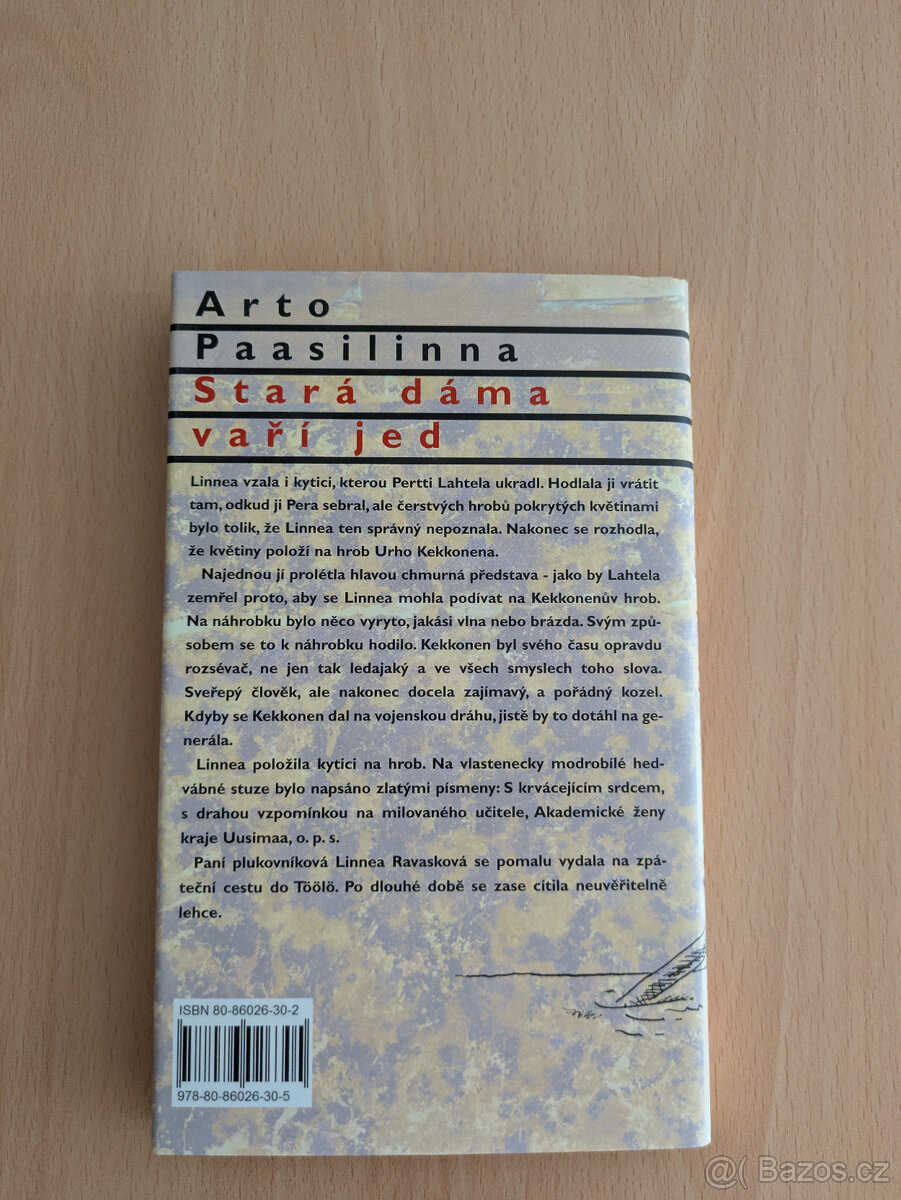 Arto
Paasilinna
Stará dáma
vaří jed
Linnea vzala i kytici, kterou Pertti Lahtela ukradl. Hodlala ji vrátit
tam, odkud ji Pera sebral, ale čerstvých hrobů pokrytých květinami
bylo tolik, že Linnea ten správný nepoznala. Nakonec se rozhodla,
že květiny položí na hrob Urho Kekkonena.
Najednou jí prolétla hlavou chmurná představa - jako by Lahtela
zemřel proto, aby se Linnea mohla podívat na Kekkonenův hrob.
Na náhrobku bylo něco vyryto, jakási vlna nebo brázda. Svým způ-
sobem se to k náhrobku hodilo. Kekkonen byl svého času opravdu
rozsévač, ne jen tak ledajaký a ve všech smyslech toho slova.
Sveřepý člověk, ale nakonec docela zajímavý, a pořádný kozel.
Kdyby se Kekkonen dal na vojenskou dráhu, jistě by to dotáhl na ge-
nerála.
Linnea položila kytici na hrob. Na vlastenecky modrobílé hed-
vábné stuze bylo napsáno zlatými písmeny: S krvácejícím srdcem,
s drahou vzpomínkou na milovaného učitele, Akademické ženy
kraje Uusimaa, o. p. s.
Paní plukovníková Linnea Ravasková se pomalu vydala na zpá-
teční cestu do Töölö. Po dlouhé době se zase cítila neuvěřitelně
lehce.
ISBN 80-86026-30-2
978-80-86026-30-5
@( Bazos.cz